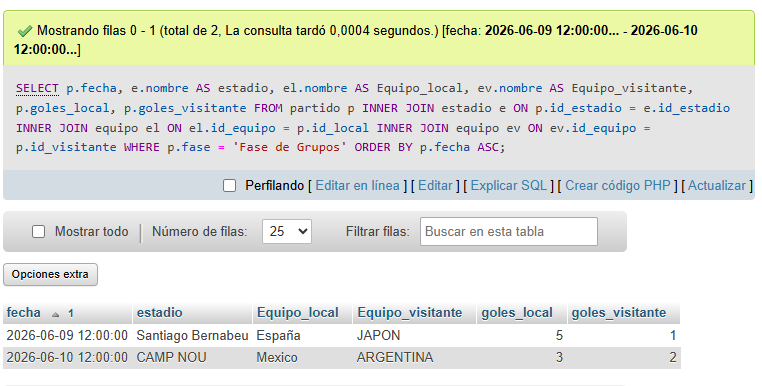 Mostrando filas 0 - 1 (total de 2, La consulta tardó 0,0004 segundos.) [fecha: 2026-06-09 12:00:00... - 2026-06-10
12:00:00...]
SELECT p.fecha, e.nombre AS estadio, el.nombre AS Equipo_local, ev.nombre AS Equipo_visitante,
p.goles_local, p.goles_visitante FROM partido p INNER JOIN estadio e ON p.id_estadio = e.id_estadio
INNER JOIN equipo el ON el.id_equipo = p.id_local INNER JOIN equipo ev ON ev.id_equipo =
p.id_visitante WHERE p.fase = 'Fase de Grupos' ORDER BY p.fecha ASC;
Perfilando [ Editar en línea ] [ Editar ] [ Explicar SQL ] [ Crear código PHP ] [ Actualizar ]
Mostrar todo Número de filas: 25 Filtrar filas: Buscar en esta tabla
Opciones extra
fecha 1 estadio Equipo_local Equipo_visitante goles_local goles_visitante
2026-06-09 12:00:00 Santiago Bernabeu España JAPON 5 1
2026-06-10 12:00:00 CAMP NOU Mexico ARGENTINA 3 2